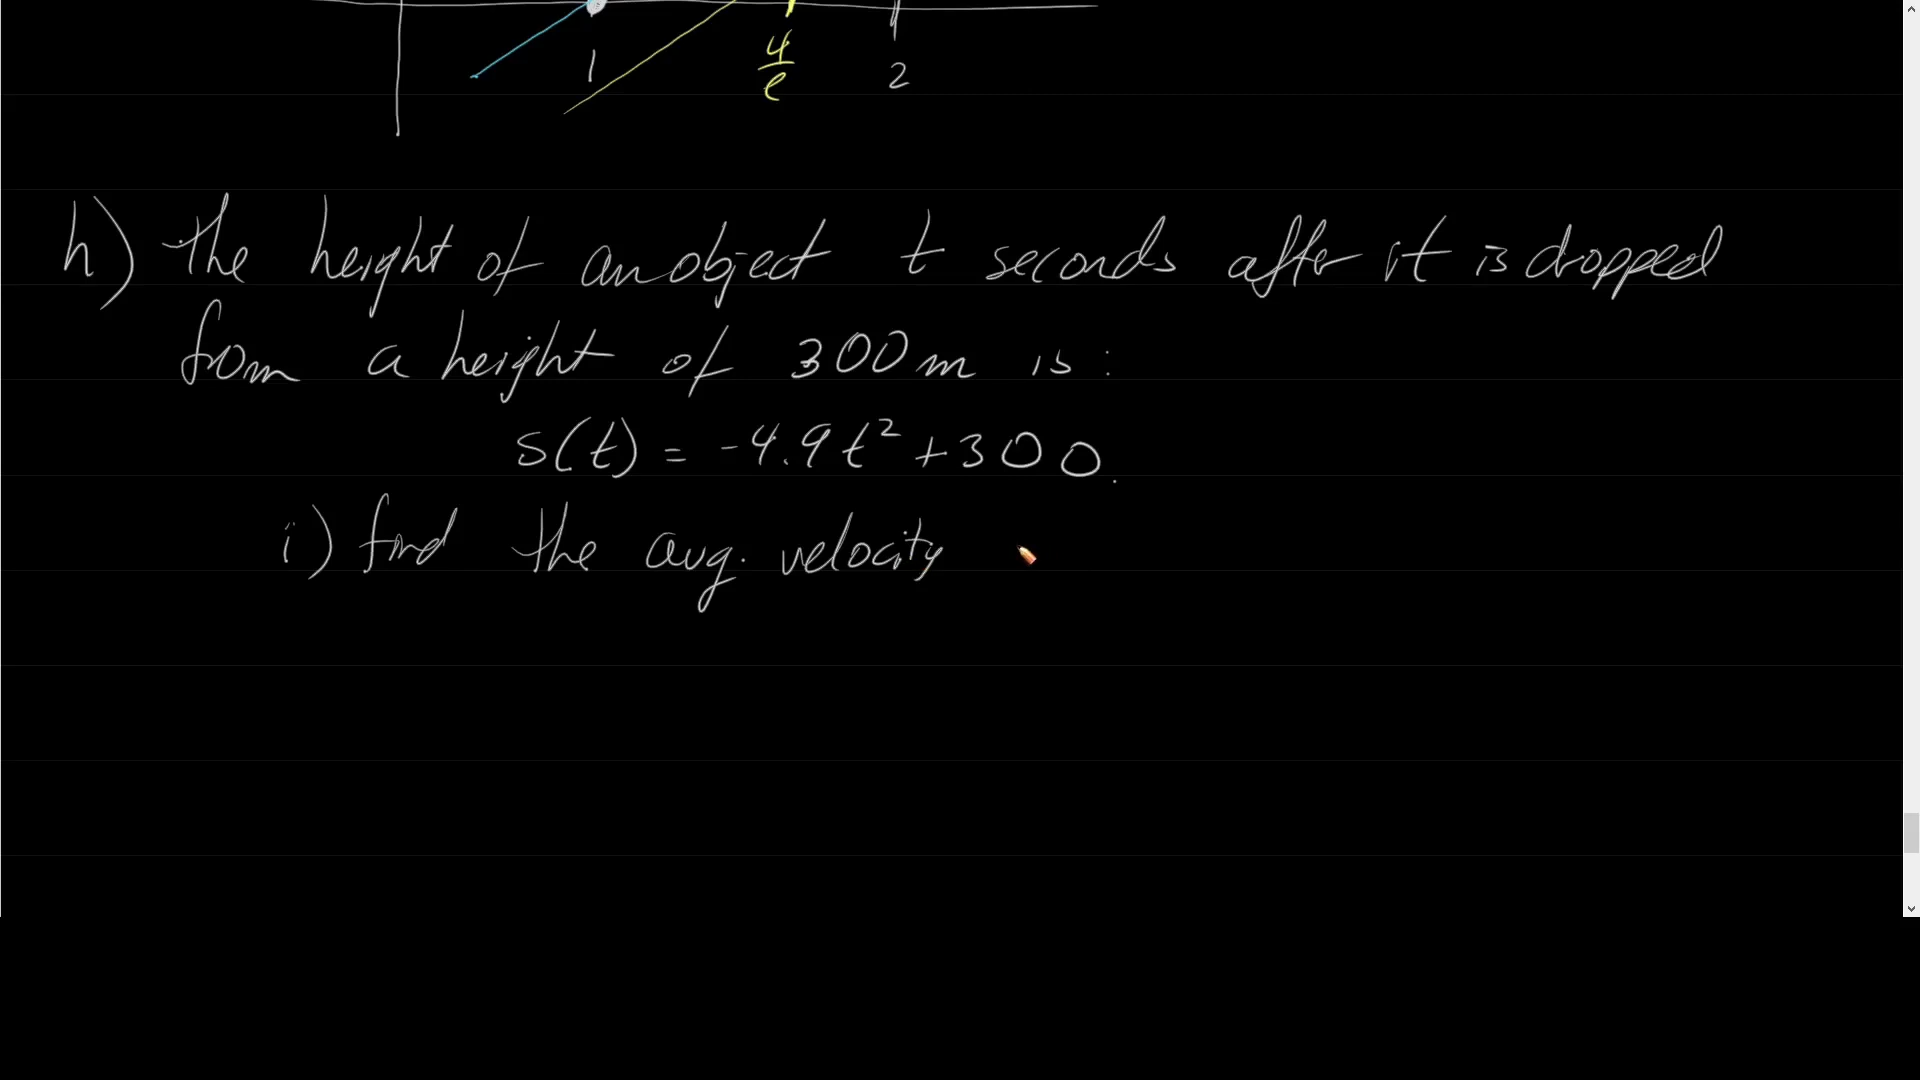 1 4/e 2
h) the height of an object t seconds after it is dropped
from a height of 300m is:
s(t) = -4.9t² + 300.
i) find the avg. velocity